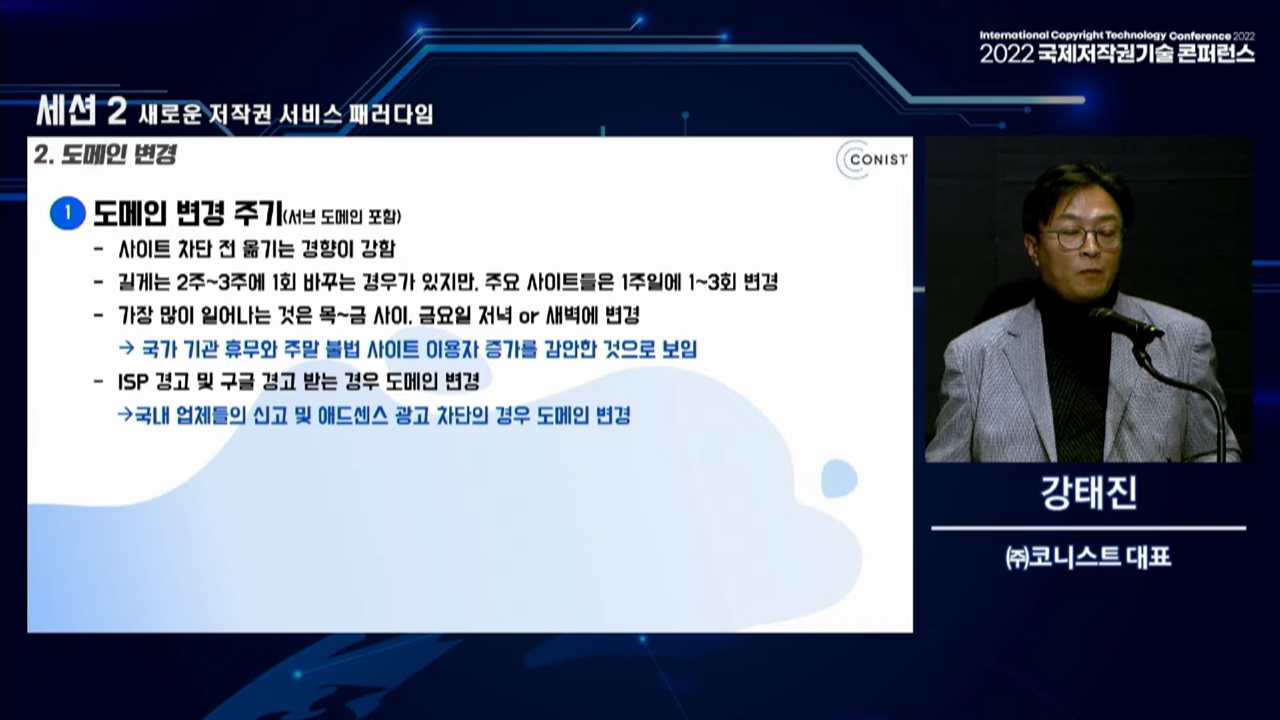 International Copyright Technology Conference 2022
2022 국제저작권기술 콘퍼런스
세션 2 새로운 저작권 서비스 패러다임
2. 도메인 변경
CONIST
1 도메인 변경 주기(서브 도메인 포함)
- 사이트 차단 전 옮기는 경향이 강함
- 길게는 2주~3주에 1회 바꾸는 경우가 있지만, 주요 사이트들은 1주일에 1~3회 변경
- 가장 많이 일어나는 것은 목~금 사이, 금요일 저녁 or 새벽에 변경
→ 국가 기관 휴무와 주말 불법 사이트 이용자 증가를 감안한 것으로 보임
- ISP 경고 및 구글 경고 받는 경우 도메인 변경
→국내 업체들의 신고 및 애드센스 광고 차단의 경우 도메인 변경
강태진
㈜코니스트 대표